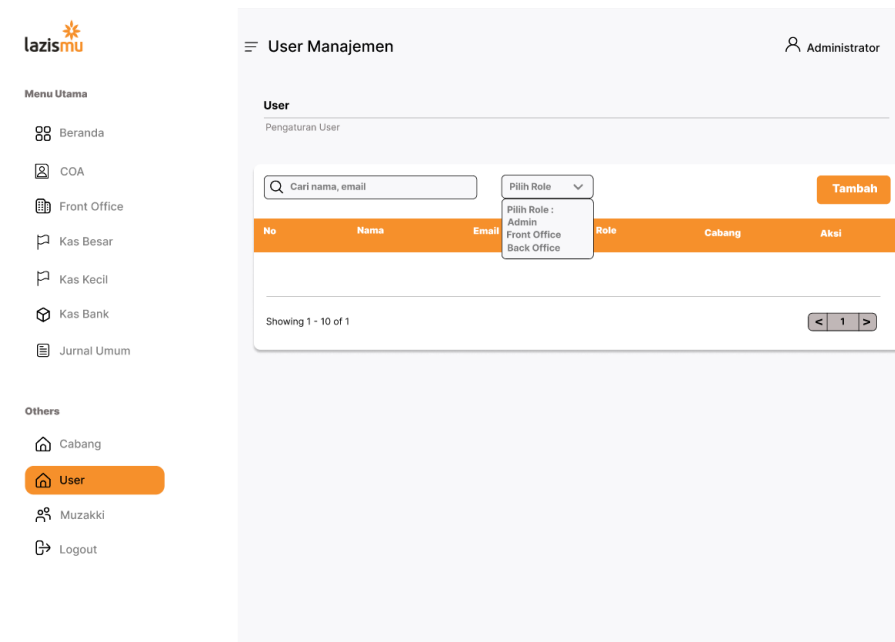 lazismu
User Manajemen
Administrator
Menu Utama
Beranda
COA
Front Office
Kas Besar
Kas Kecil
Kas Bank
Jurnal Umum
Others
Cabang
User
Muzakki
Logout
User
Pengaturan User
Cari nama, email
Pilih Role
Tambah
Pilih Role :
Admin
Front Office
Back Office
No Nama Email Role Cabang Aksi
Showing 1 - 10 of 1
< 1 >